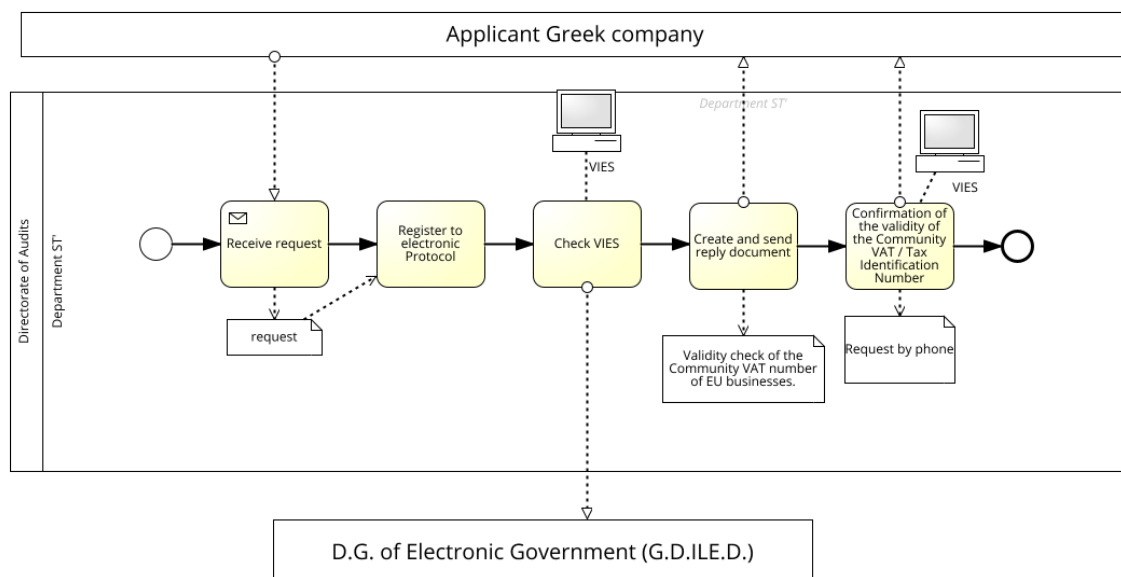 Applicant Greek company
Directorate of Audits
Department ST'
Department ST'
VIES
VIES
Receive request
Register to
electronic
Protocol
Check VIES
Create and send
reply document
Confirmation of
the validity of
the Community
VAT / Tax
Identification
Number
request
Validity check of the
Community VAT number
of EU businesses.
Request by phone
D.G. of Electronic Government (G.D.ILE.D.)